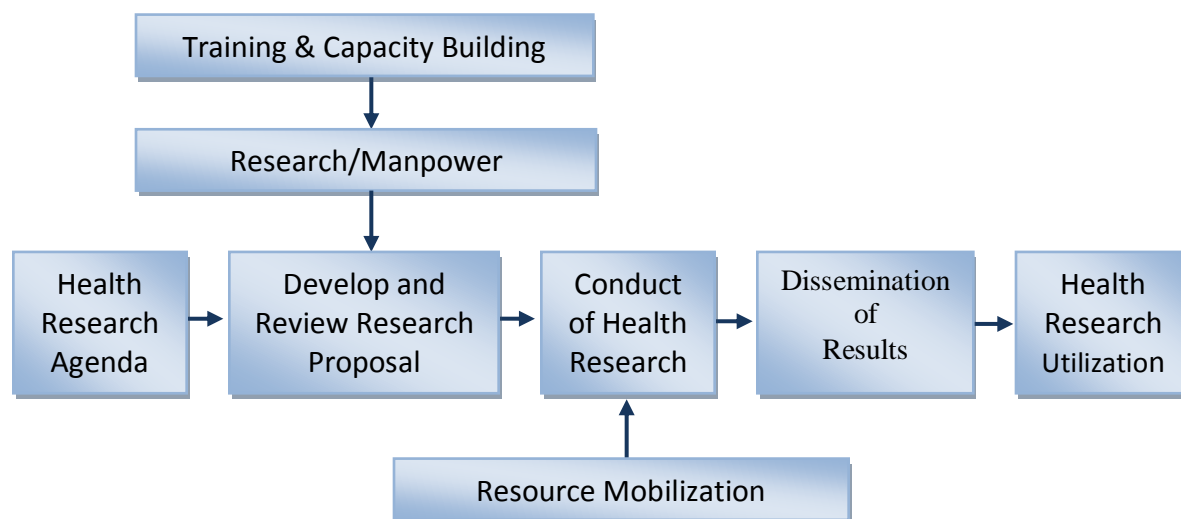 Training & Capacity Building
Research/Manpower
Health
Research
Agenda
Develop and
Review Research
Proposal
Conduct
of Health
Research
Dissemination
of
Results
Health
Research
Utilization
Resource Mobilization